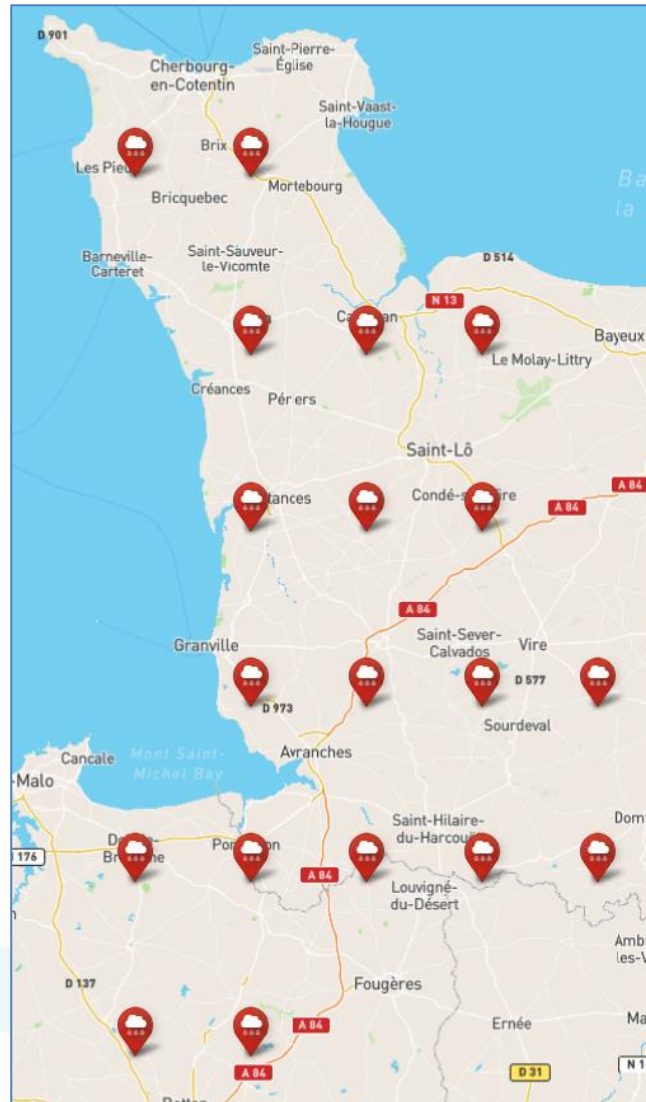 D 901
Saint-Pierre-
Église
Cherbourg-
en-Cotentin
Saint-Vaast-
la-Hougue
Brix
Les
Mortebourg
Bricquebec
Saint-Sauveur-
le-Vicomte
Barneville-
Carteret
D 514
N 13
Bayeux
Le Molay-Littry
Créances
Saint-Lô
A 84
A 84
A 84
Granville
Saint-Sever-
Calvados
Vire
D 577
D 973
Sourdeval
Avranches
Cancale
Mont Saint-
Michel Bay
-Malo
Saint-Hilaire-
176
A 84
Louvigné-
du-Désert
Fougères
D 137
A 84
Ernée
A 84
D 31